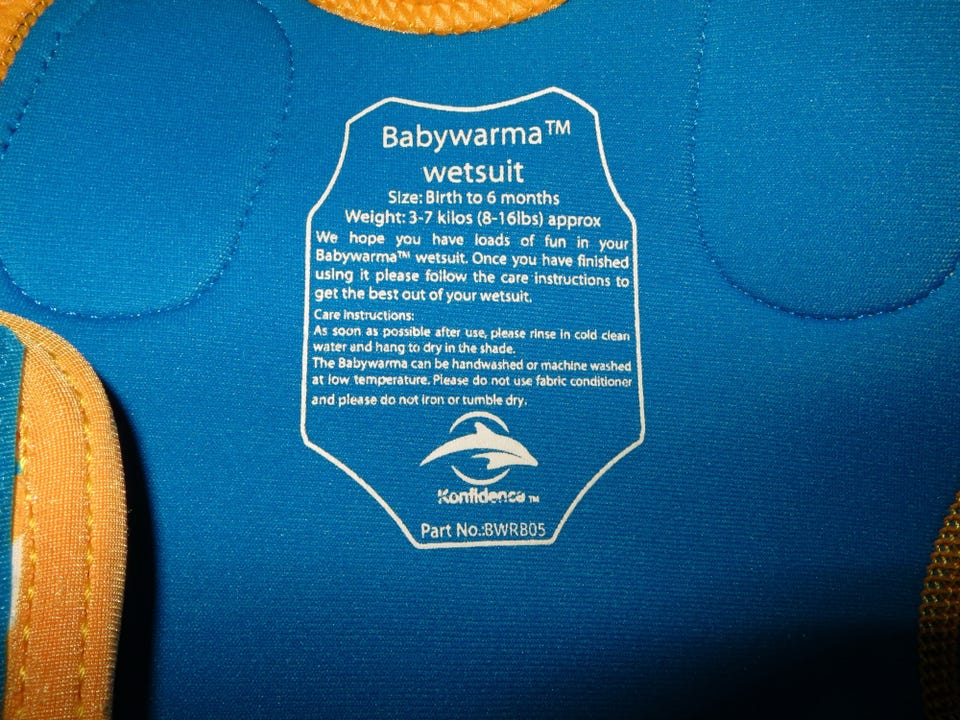 Babywarma™
wetsuit
Size: Birth to 6 months
Weight: 3-7 kilos (8-16lbs) approx
We hope you have loads of fun in your
Babywarma™ wetsuit. Once you have finished
using it please follow the care instructions to
get the best out of your wetsuit.
Care instructions:
As soon as possible after use, please rinse in cold clean
water and hang to dry in the shade.
The Babywarma can be handwashed or machine washed
at low temperature. Please do not use fabric conditioner
and please do not iron or tumble dry.
Konfidence™
Part No.:BWRB05